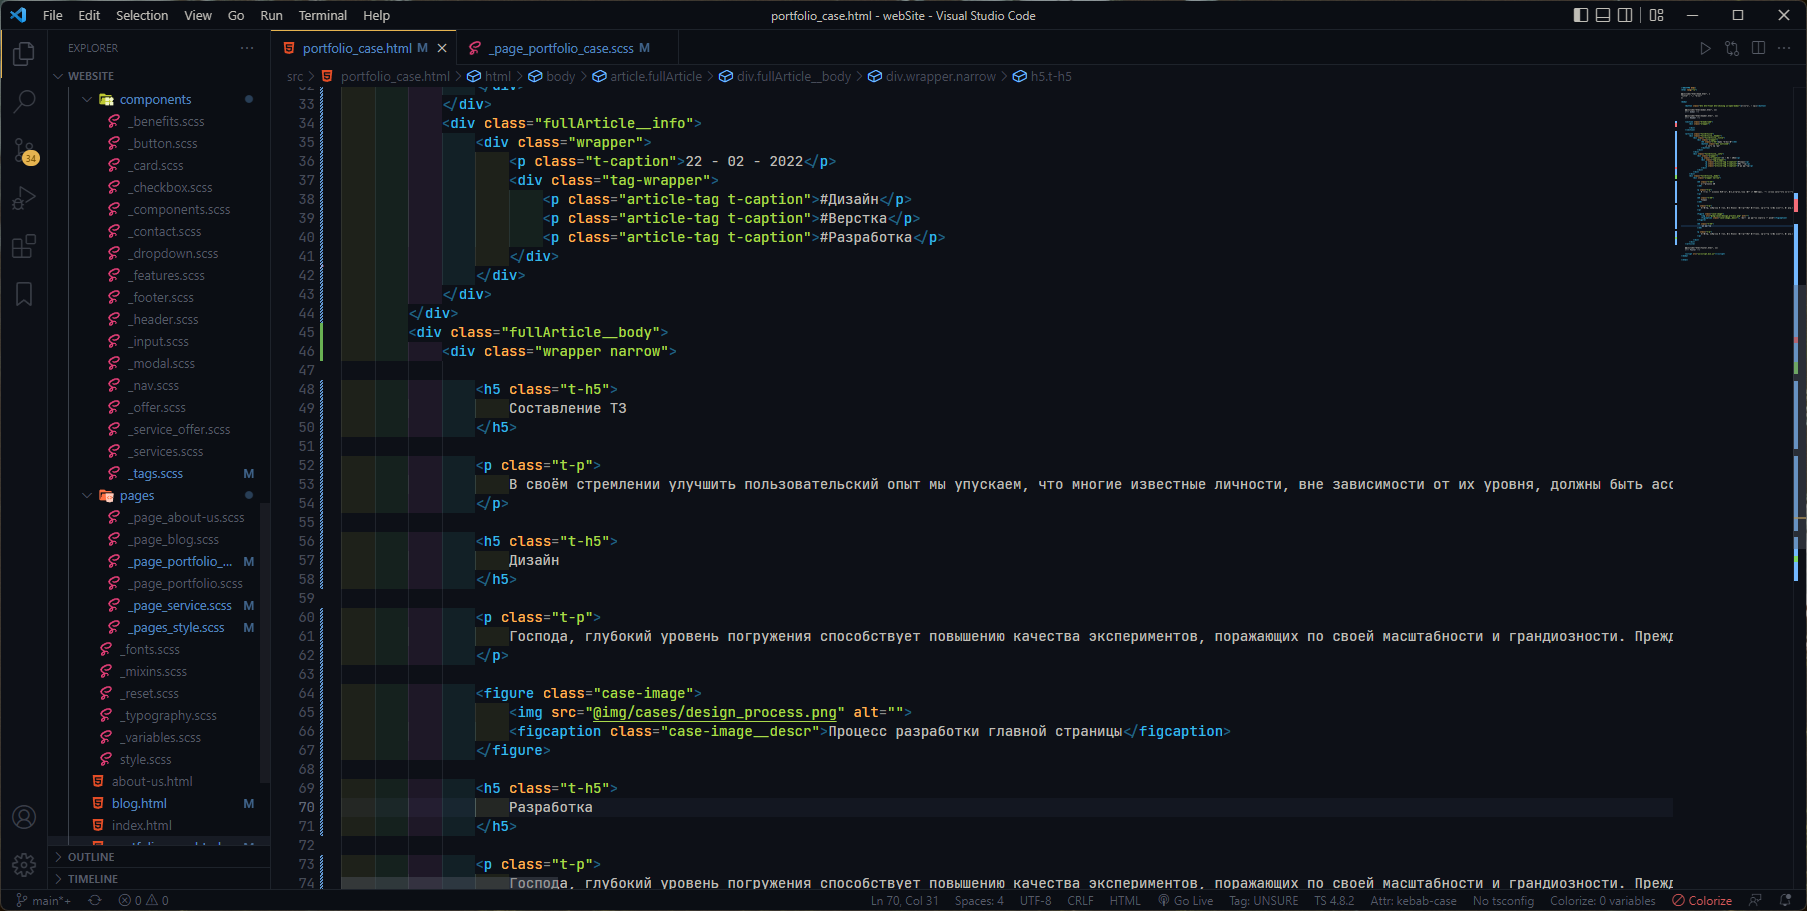 File Edit Selection View Go Run Terminal Help
portfolio_case.html - webSite - Visual Studio Code
EXPLORER
portfolio_case.html M
_page_portfolio_case.scss M
src > portfolio_case.html > html > body > article.fullArticle > div.fullArticle__body > div.wrapper.narrow > h5.t-h5
34
WEBSITE
components
_benefits.scss
_button.scss
_card.scss
_checkbox.scss
_components.scss
_contact.scss
_dropdown.scss
_features.scss
_footer.scss
_header.scss
_input.scss
_modal.scss
_nav.scss
_offer.scss
_service_offer.scss
_services.scss
_tags.scss M
pages
_page_about-us.scss
_page_blog.scss
_page_portfolio_... M
_page_portfolio.scss
_page_service.scss M
_pages_style.scss M
_fonts.scss
_mixins.scss
_reset.scss
_typography.scss
_variables.scss
style.scss
about-us.html
blog.html M
index.html
OUTLINE
TIMELINE
32 </div>
33 </div>
34 <div class="fullArticle__info">
35 <div class="wrapper">
36 <p class="t-caption">22 - 02 - 2022</p>
37 <div class="tag-wrapper">
38 <p class="article-tag t-caption">#Дизайн</p>
39 <p class="article-tag t-caption">#Верстка</p>
40 <p class="article-tag t-caption">#Разработка</p>
41 </div>
42 </div>
43 </div>
44 </div>
45 <div class="fullArticle__body">
46 <div class="wrapper narrow">
47
48 <h5 class="t-h5">
49 Составление ТЗ
50 </h5>
51
52 <p class="t-p">
53 В своём стремлении улучшить пользовательский опыт мы упускаем, что многие известные личности, вне зависимости от их уровня, должны быть асс
54 </p>
55
56 <h5 class="t-h5">
57 Дизайн
58 </h5>
59
60 <p class="t-p">
61 Господа, глубокий уровень погружения способствует повышению качества экспериментов, поражающих по своей масштабности и грандиозности. Прежд
62 </p>
63
64 <figure class="case-image">
65 <img src="@img/cases/design_process.png" alt="">
66 <figcaption class="case-image__descr">Процесс разработки главной страницы</figcaption>
67 </figure>
68
69 <h5 class="t-h5">
70 Разработка
71 </h5>
72
73 <p class="t-p">
74 Господа, глубокий уровень погружения способствует повышению качества экспериментов, поражающих по своей масштабности и грандиозности. Прежд
main*+ 0 0 Ln 70, Col 31 Spaces: 4 UTF-8 CRLF HTML Go Live Tag: UNSURE TS 4.8.2 Attr: kebab-case No tsconfig Colorize: 0 variables Colorize